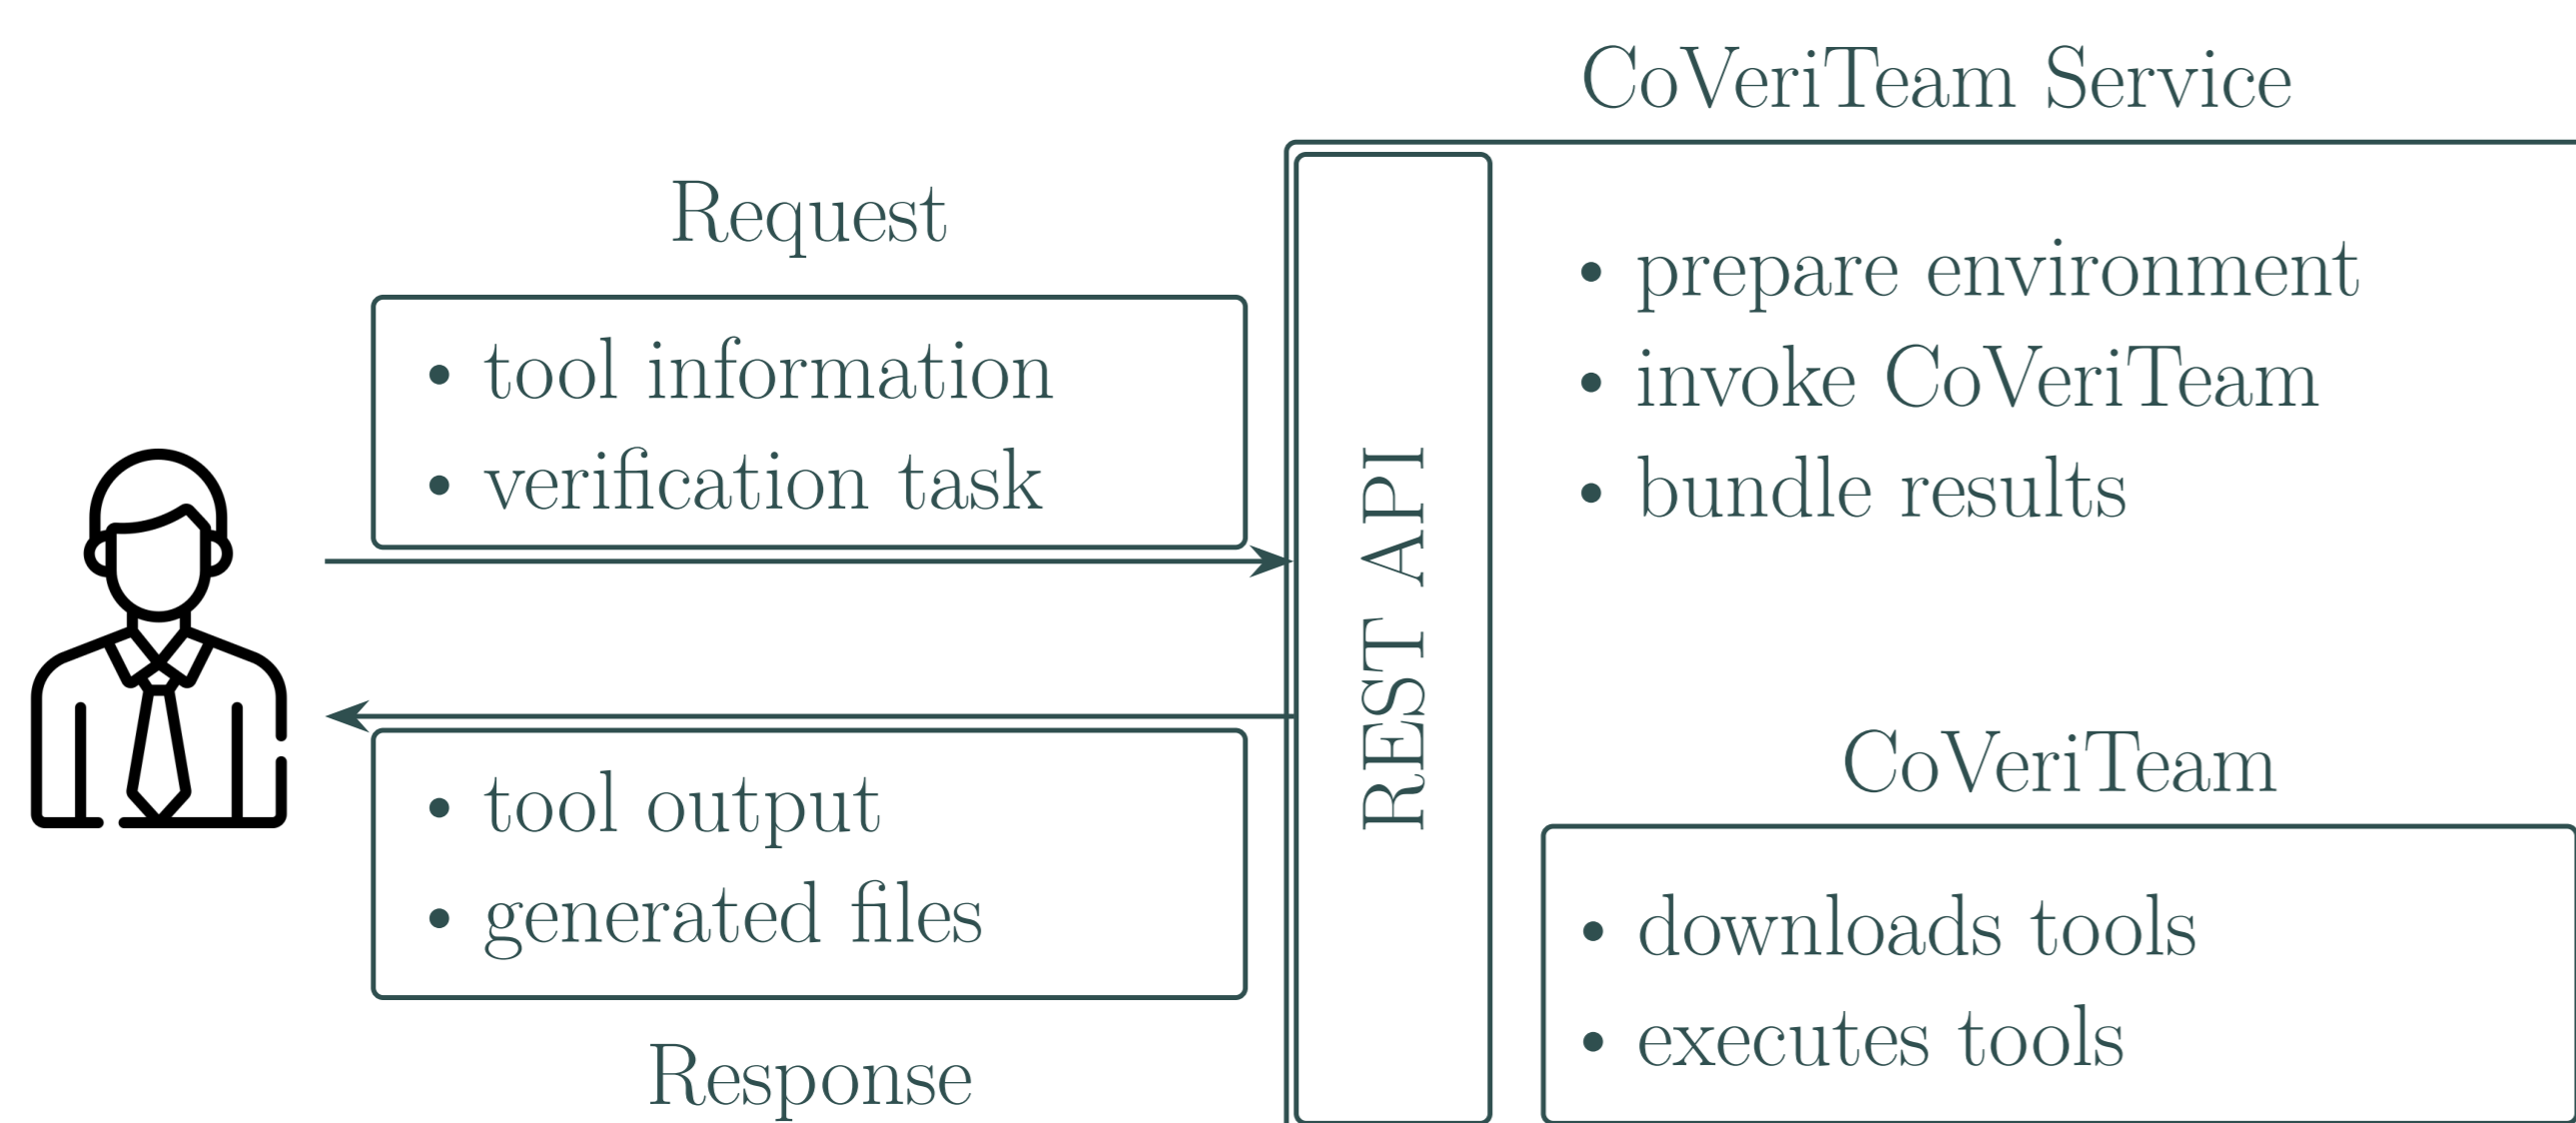 CoVeriTeam Service
Request
• tool information
• verification task
REST API
• prepare environment
• invoke CoVeriTeam
• bundle results
• tool output
• generated files
Response
CoVeriTeam
• downloads tools
• executes tools